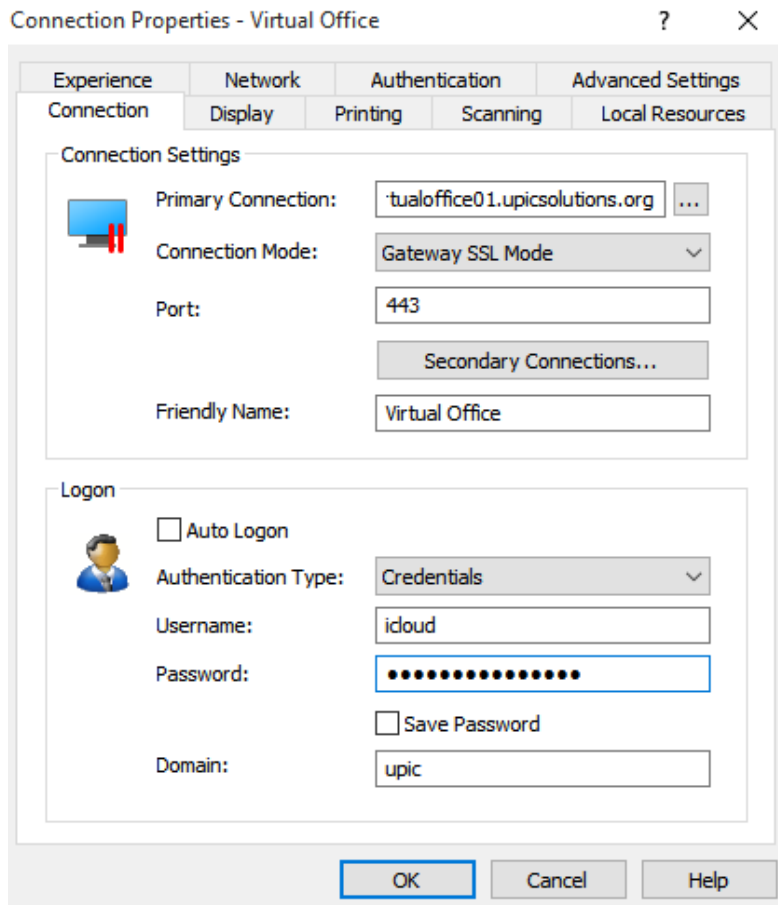 Connection Properties - Virtual Office ? ×
Experience Network Authentication Advanced Settings
Connection Display Printing Scanning Local Resources
Connection Settings
Primary Connection: tualoffice01.upicsolutions.org ...
Connection Mode: Gateway SSL Mode
Port: 443
Secondary Connections...
Friendly Name: Virtual Office
Logon
Auto Logon
Authentication Type: Credentials
Username: icloud
Password: •••••••••••••••
Save Password
Domain: upic
OK Cancel Help